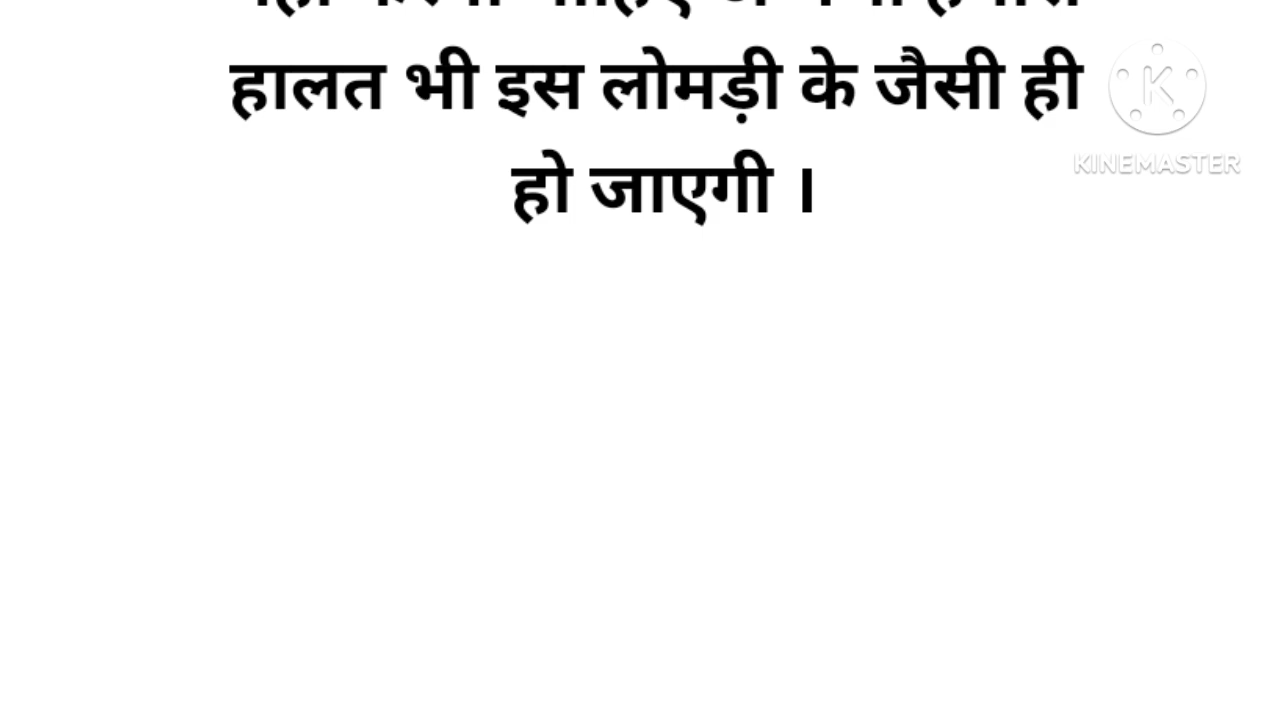 हालत भी इस लोमड़ी के जैसी ही
हो जाएगी ।
KINEMASTER